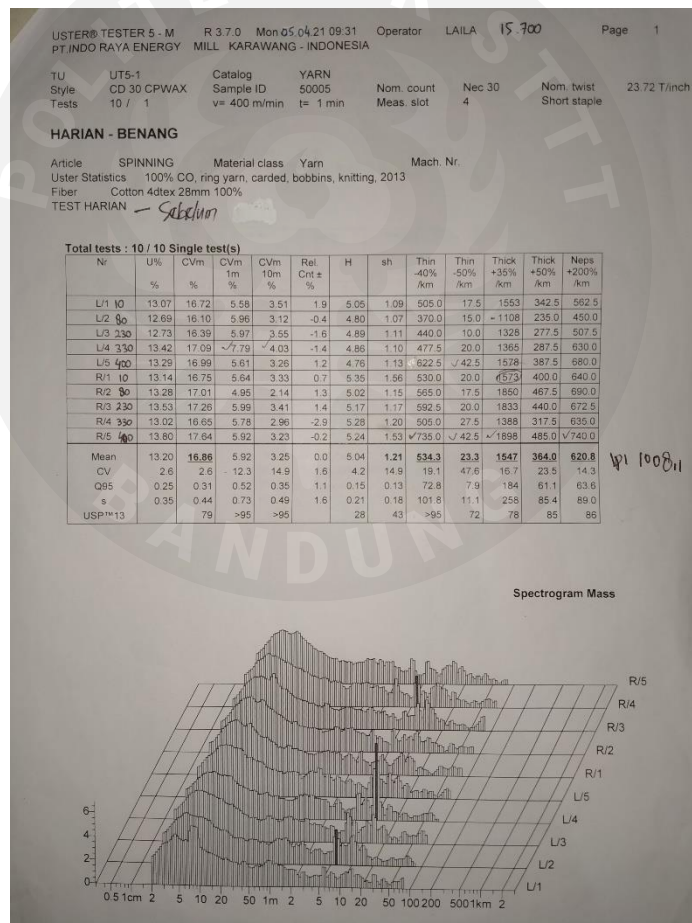 USTER® TESTER 5 - M R 3.7.0 Mon 05.04.21 09:31 Operator LAILA 15.700 Page 1
PT.INDO RAYA ENERGY MILL KARAWANG - INDONESIA
TU UT5-1 Catalog YARN
Style CD 30 CPWAX Sample ID 50005 Nom. count Nec 30 Nom. twist 23.72 T/inch
Tests 10 / 1 v= 400 m/min t= 1 min Meas. slot 4 Short staple
HARIAN - BENANG
Article SPINNING Material class Yarn Mach. Nr.
Uster Statistics 100% CO, ring yarn, carded, bobbins, knitting, 2013
Fiber Cotton 4dtex 28mm 100%
TEST HARIAN - Sebelum
Total tests : 10 / 10 Single test(s)
Nr U% CVm CVm CVm Rel. H sh Thin Thin Thick Thick Neps
1m 10m Cnt ± -40% -50% +35% +50% +200%
% % % % % /km /km /km /km /km
L/1 10 13.07 16.72 5.58 3.51 1.9 5.05 1.09 505.0 17.5 1553 342.5 562.5
L/2 80 12.69 16.10 5.96 3.12 -0.4 4.80 1.07 370.0 15.0 - 1108 235.0 450.0
L/3 230 12.73 16.39 5.97 3.55 -1.6 4.89 1.11 440.0 10.0 1328 277.5 507.5
L/4 330 13.42 17.09 ✓7.79 ✓4.03 -1.4 4.86 1.10 477.5 20.0 1365 287.5 630.0
L/5 400 13.29 16.99 5.61 3.26 1.2 4.76 1.13 622.5 ✓42.5 1578 387.5 680.0
R/1 10 13.14 16.75 5.64 3.33 0.7 5.35 1.56 530.0 20.0 1573 400.0 640.0
R/2 80 13.28 17.01 4.95 2.14 1.3 5.02 1.15 565.0 17.5 1850 467.5 690.0
R/3 230 13.53 17.26 5.99 3.41 1.4 5.17 1.17 592.5 20.0 1833 440.0 672.5
R/4 330 13.02 16.65 5.78 2.96 -2.9 5.28 1.20 505.0 27.5 1388 317.5 635.0
R/5 400 13.80 17.64 5.92 3.23 -0.2 5.24 1.53 ✓735.0 ✓42.5 ✓1898 485.0 ✓740.0
Mean 13.20 16.86 5.92 3.25 0.0 5.04 1.21 534.3 23.3 1547 364.0 620.8
CV 2.6 2.6 12.3 14.9 1.6 4.2 14.9 19.1 47.6 16.7 23.5 14.3
Q95 0.25 0.31 0.52 0.35 1.1 0.15 0.13 72.8 7.9 184 61.1 63.6
s 0.35 0.44 0.73 0.49 1.6 0.21 0.18 101.8 11.1 258 85.4 89.0
USP™13 79 >95 >95 28 43 >95 72 78 85 86
IPI 1008,1
Spectrogram Mass
R/5
R/4
R/3
R/2
R/1
L/5
L/4
L/3
L/2
L/1
6
4
2
0
0.5 1cm 2 5 10 20 50 1m 2 5 10 20 50 100 200 500 1km 2
BANDUNG